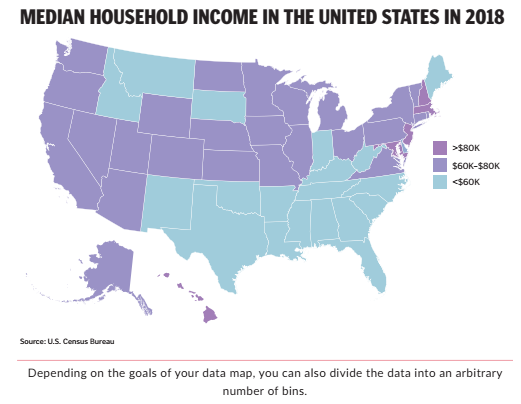 MEDIAN HOUSEHOLD INCOME IN THE UNITED STATES IN 2018
>$80K
$60K–$80K
<$60K
Source: U.S. Census Bureau
Depending on the goals of your data map, you can also divide the data into an arbitrary
number of bins.